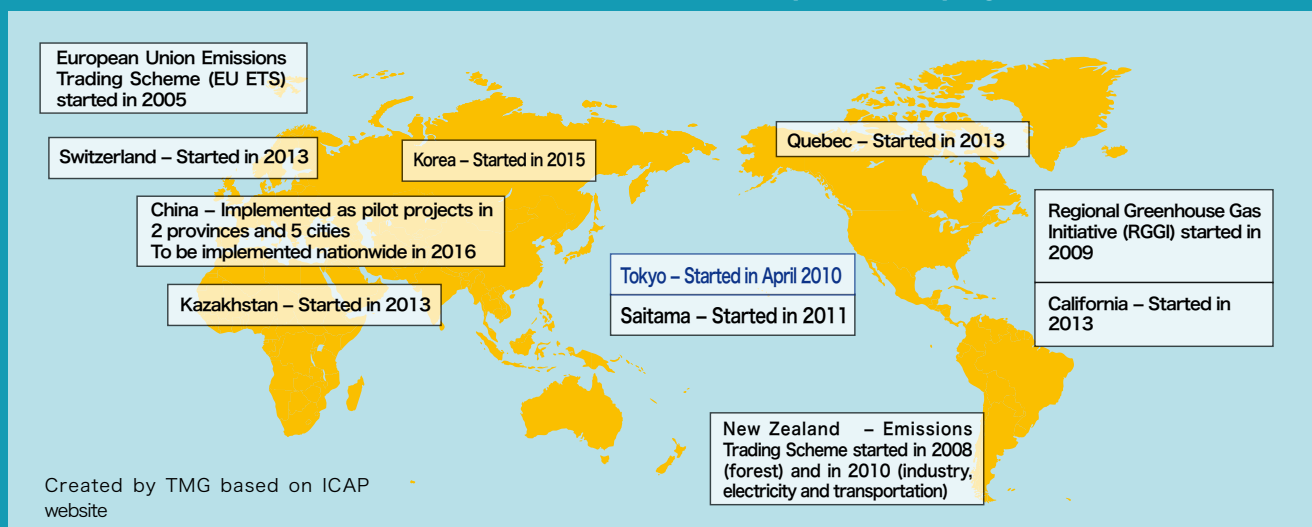 European Union Emissions
Trading Scheme (EU ETS)
started in 2005
Switzerland – Started in 2013
Korea – Started in 2015
Quebec – Started in 2013
China – Implemented as pilot projects in
2 provinces and 5 cities
To be implemented nationwide in 2016
Regional Greenhouse Gas
Initiative (RGGI) started in
2009
Tokyo – Started in April 2010
Kazakhstan – Started in 2013
Saitama – Started in 2011
California – Started in
2013
New Zealand – Emissions
Trading Scheme started in 2008
(forest) and in 2010 (industry,
electricity and transportation)
Created by TMG based on ICAP
website